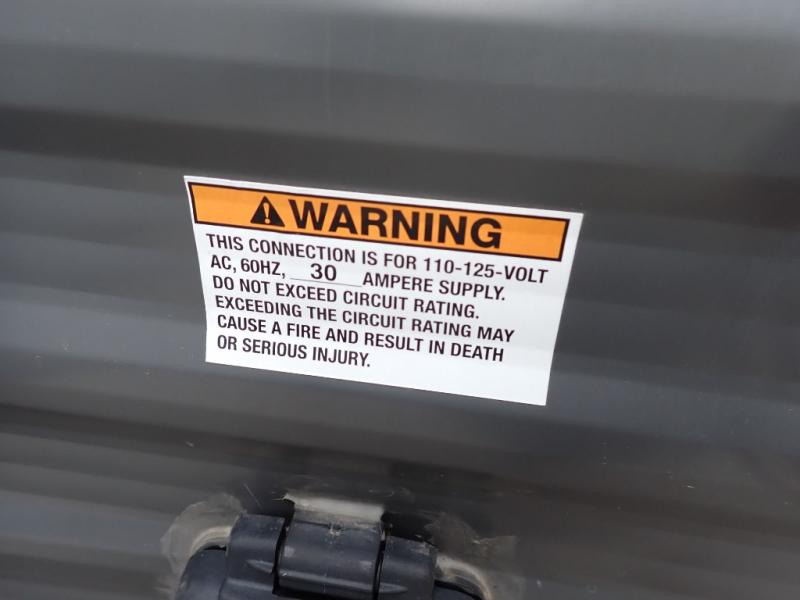 WARNING
THIS CONNECTION IS FOR 110-125-VOLT
AC, 60HZ, 30 AMPERE SUPPLY.
DO NOT EXCEED CIRCUIT RATING.
EXCEEDING THE CIRCUIT RATING MAY
CAUSE A FIRE AND RESULT IN DEATH
OR SERIOUS INJURY.